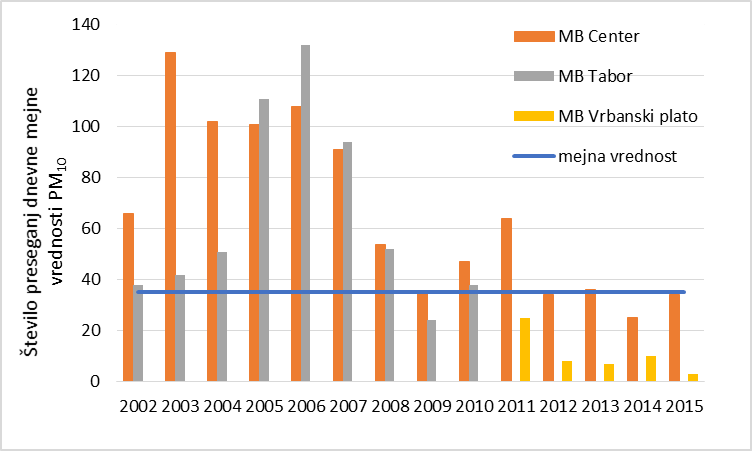 Število preseganj dnevne mejne
vrednosti PM10
140
120
100
80
60
40
20
0
MB Center
MB Tabor
MB Vrbanski plato
mejna vrednost
2002 2003 2004 2005 2006 2007 2008 2009 2010 2011 2012 2013 2014 2015